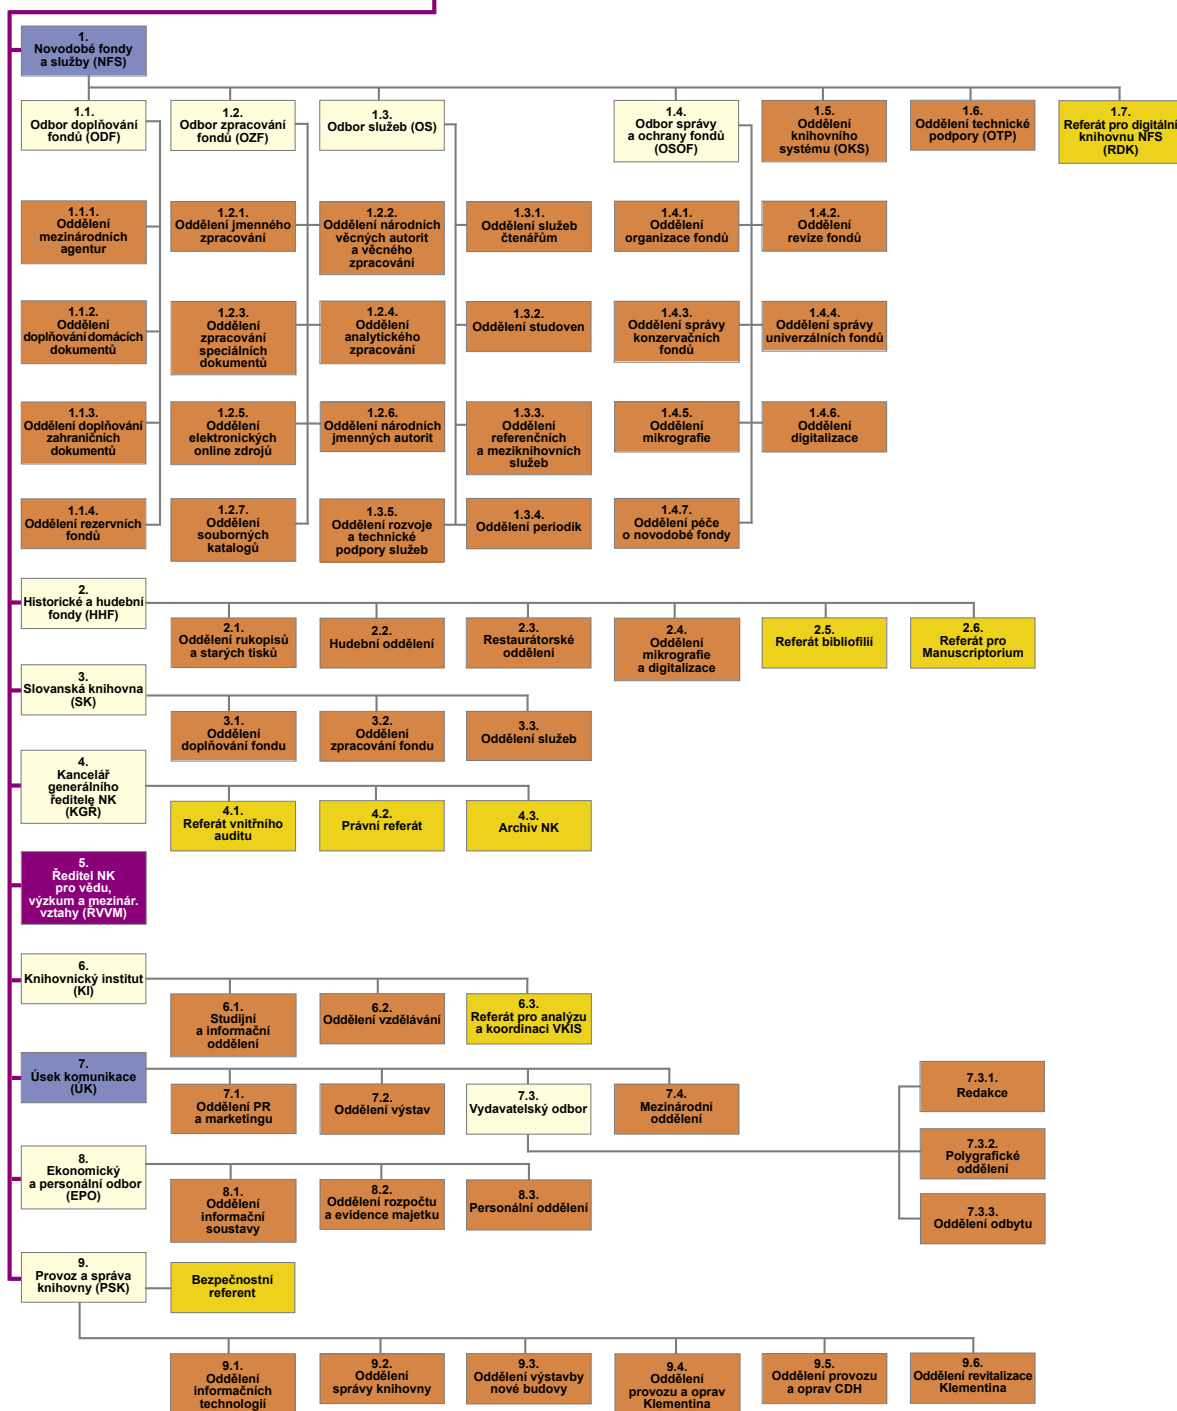 1.
Novodobé fondy
a služby (NFS)
1.1.
Odbor doplňování
fondů (ODF)
1.2.
Odbor zpracování
fondů (OZF)
1.3.
Odbor služeb (OS)
1.4.
Odbor správy
a ochrany fondů
(OSOF)
1.5.
Oddělení
knihovního
systému (OKS)
1.6.
Oddělení technické
podpory (OTP)
1.7.
Referát pro digitální
knihovnu NFS
(RDK)
1.1.1.
Oddělení
mezinárodních
agentur
1.2.1.
Oddělení jmenného
zpracování
1.2.2.
Oddělení národních
věcných autorit
a věcného
zpracování
1.3.1.
Oddělení služeb
čtenářům
1.4.1.
Oddělení
organizace fondů
1.4.2.
Oddělení
revize fondů
1.1.2.
Oddělení
doplňování domácích
dokumentů
1.2.3.
Oddělení
zpracování
speciálních
dokumentů
1.2.4.
Oddělení
analytického
zpracování
1.3.2.
Oddělení studoven
1.4.3.
Oddělení správy
konzervačních
fondů
1.4.4.
Oddělení správy
univerzálních fondů
1.1.3.
Oddělení doplňování
zahraničních
dokumentů
1.2.5.
Oddělení
elektronických
online zdrojů
1.2.6.
Oddělení národních
jmenných autorit
1.3.3.
Oddělení
referenčních
a meziknihovních
služeb
1.4.5.
Oddělení
mikrografie
1.4.6.
Oddělení
digitalizace
1.1.4.
Oddělení rezervních
fondů
1.2.7.
Oddělení
souborných
katalogů
1.3.5.
Oddělení rozvoje
a technické
podpory služeb
1.3.4.
Oddělení periodik
1.4.7.
Oddělení péče
o novodobé fondy
2.
Historické a hudební
fondy (HHF)
2.1.
Oddělení rukopisů
a starých tisků
2.2.
Hudební oddělení
2.3.
Restaurátorské
oddělení
2.4.
Oddělení
mikrografie
a digitalizace
2.5.
Referát bibliofilií
2.6.
Referát pro
Manuscriptorium
3.
Slovanská knihovna
(SK)
3.1.
Oddělení
doplňování fondu
3.2.
Oddělení
zpracování fondu
3.3.
Oddělení služeb
4.
Kancelář
generálního
ředitele NK
(KGŘ)
4.1.
Referát vnitřního
auditu
4.2.
Právní referát
4.3.
Archiv NK
5.
Ředitel NK
pro vědu,
výzkum a mezinár.
vztahy (ŘVVM)
6.
Knihovnický institut
(KI)
6.1.
Studijní
a informační
oddělení
6.2.
Oddělení vzdělávání
6.3.
Referát pro analýzu
a koordinaci VKIS
7.
Úsek komunikace
(ÚK)
7.1.
Oddělení PR
a marketingu
7.2.
Oddělení výstav
7.3.
Vydavatelský odbor
7.4.
Mezinárodní
oddělení
7.3.1.
Redakce
7.3.2.
Polygrafické
oddělení
7.3.3.
Oddělení odbytu
8.
Ekonomický
a personální odbor
(EPO)
8.1.
Oddělení
informační
soustavy
8.2.
Oddělení rozpočtu
a evidence majetku
8.3.
Personální oddělení
9.
Provoz a správa
knihovny (PSK)
Bezpečnostní
referent
9.1.
Oddělení
informačních
technologií
9.2.
Oddělení
správy knihovny
9.3.
Oddělení výstavby
nové budovy
9.4.
Oddělení
provozu a oprav
Klementina
9.5.
Oddělení provozu
a oprav CDH
9.6.
Oddělení revitalizace
Klementina